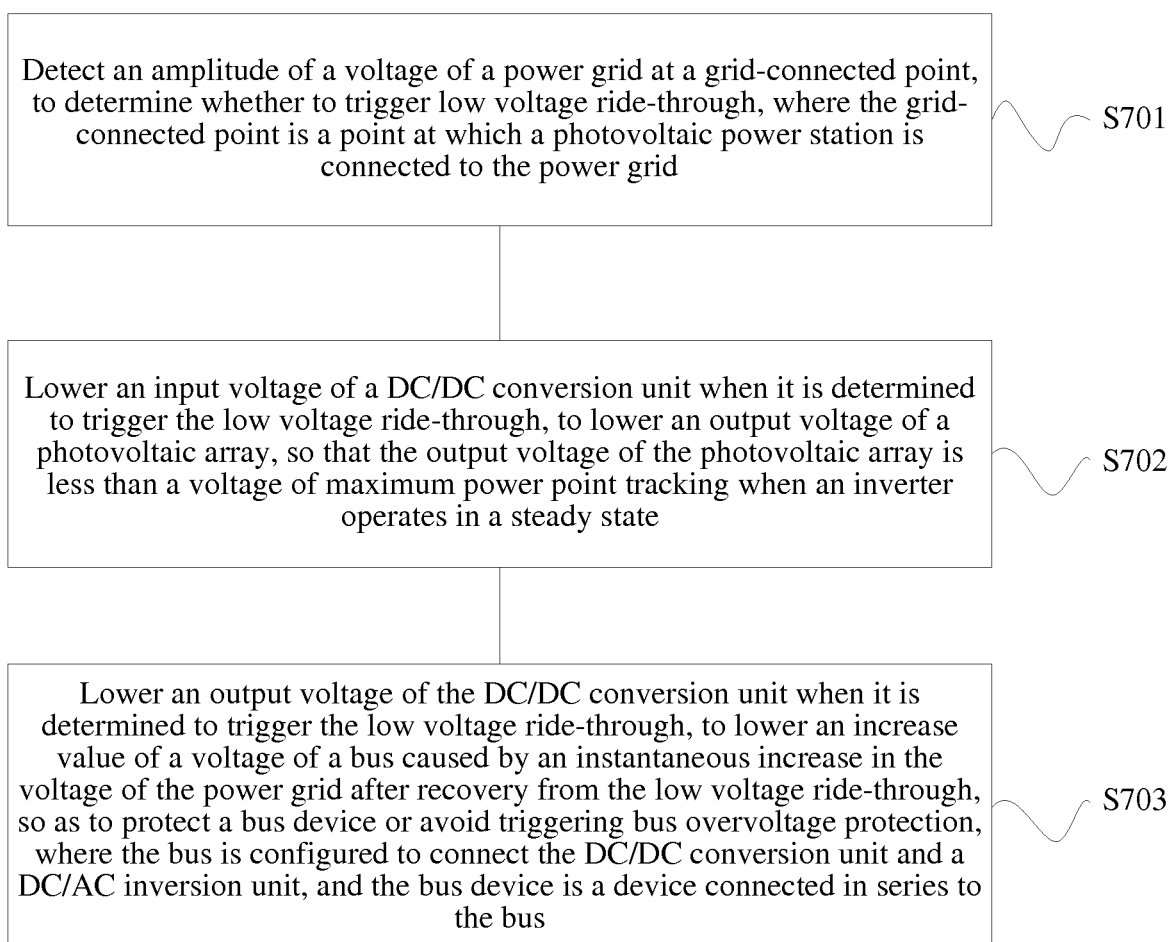 Detect an amplitude of a voltage of a power grid at a grid-connected point,
to determine whether to trigger low voltage ride-through, where the grid-
connected point is a point at which a photovoltaic power station is
connected to the power grid
S701
Lower an input voltage of a DC/DC conversion unit when it is determined
to trigger the low voltage ride-through, to lower an output voltage of a
photovoltaic array, so that the output voltage of the photovoltaic array is
less than a voltage of maximum power point tracking when an inverter
operates in a steady state
S702
Lower an output voltage of the DC/DC conversion unit when it is
determined to trigger the low voltage ride-through, to lower an increase
value of a voltage of a bus caused by an instantaneous increase in the
voltage of the power grid after recovery from the low voltage ride-through,
so as to protect a bus device or avoid triggering bus overvoltage protection,
where the bus is configured to connect the DC/DC conversion unit and a
DC/AC inversion unit, and the bus device is a device connected in series to
the bus
S703